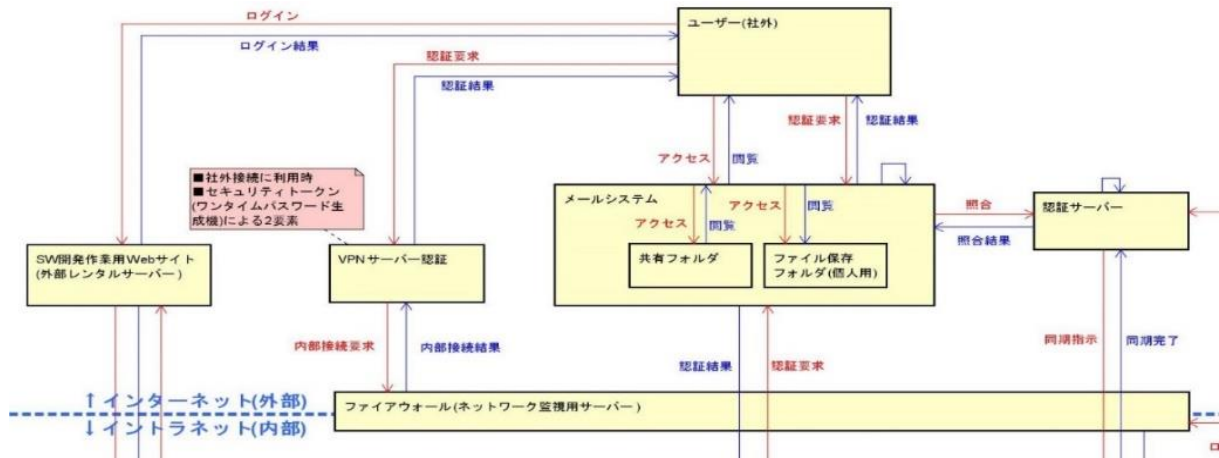 ログイン
ユーザー(社外)
ログイン結果
認証要求
認証結果
認証要求
認証結果
アクセス
閲覧
■社外接続に利用時
■セキュリティトークン
(ワンタイムパスワード生
成機)による2要素
メールシステム
アクセス
閲覧
アクセス
閲覧
照合
照合結果
認証サーバー
SW開発作業用Webサイト
(外部レンタルサーバー)
VPNサーバー認証
共有フォルダ
ファイル保存
フォルダ(個人用)
内部接続要求
内部接続結果
認証結果
認証要求
同期指示
同期完了
↑インターネット(外部)
ファイアウォール(ネットワーク監視用サーバー)
↓イントラネット(内部)